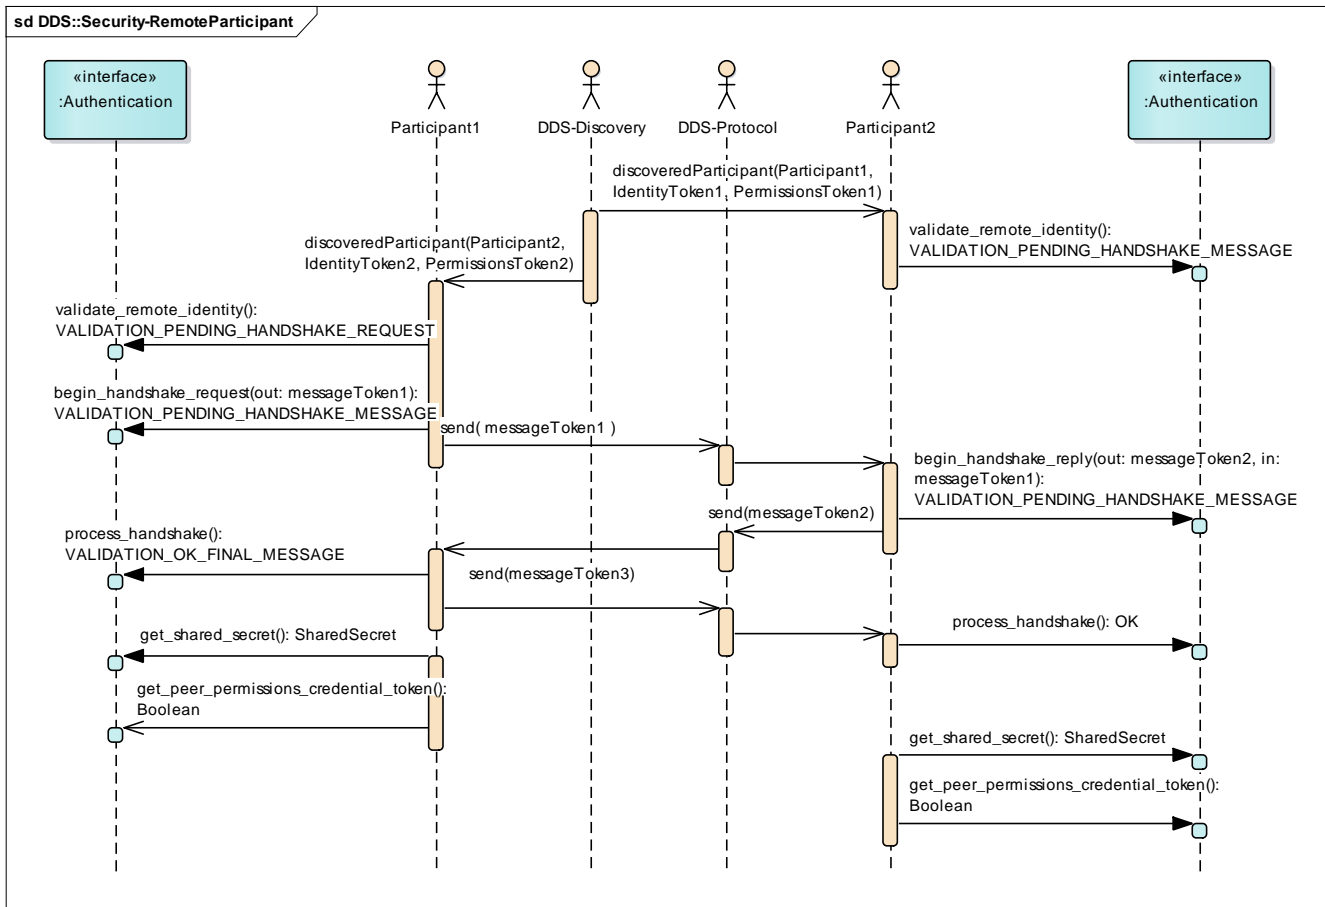 sd DDS::Security-RemoteParticipant
«interface»
:Authentication
Participant1
DDS-Discovery
DDS-Protocol
Participant2
«interface»
:Authentication
discoveredParticipant(Participant1,
IdentityToken1, PermissionsToken1)
validate_remote_identity():
VALIDATION_PENDING_HANDSHAKE_MESSAGE
discoveredParticipant(Participant2,
IdentityToken2, PermissionsToken2)
validate_remote_identity():
VALIDATION_PENDING_HANDSHAKE_REQUEST
begin_handshake_request(out: messageToken1):
VALIDATION_PENDING_HANDSHAKE_MESSAGE
send( messageToken1 )
begin_handshake_reply(out: messageToken2, in:
messageToken1):
VALIDATION_PENDING_HANDSHAKE_MESSAGE
send(messageToken2)
process_handshake():
VALIDATION_OK_FINAL_MESSAGE
send(messageToken3)
process_handshake(): OK
get_shared_secret(): SharedSecret
get_peer_permissions_credential_token():
Boolean
get_shared_secret(): SharedSecret
get_peer_permissions_credential_token():
Boolean